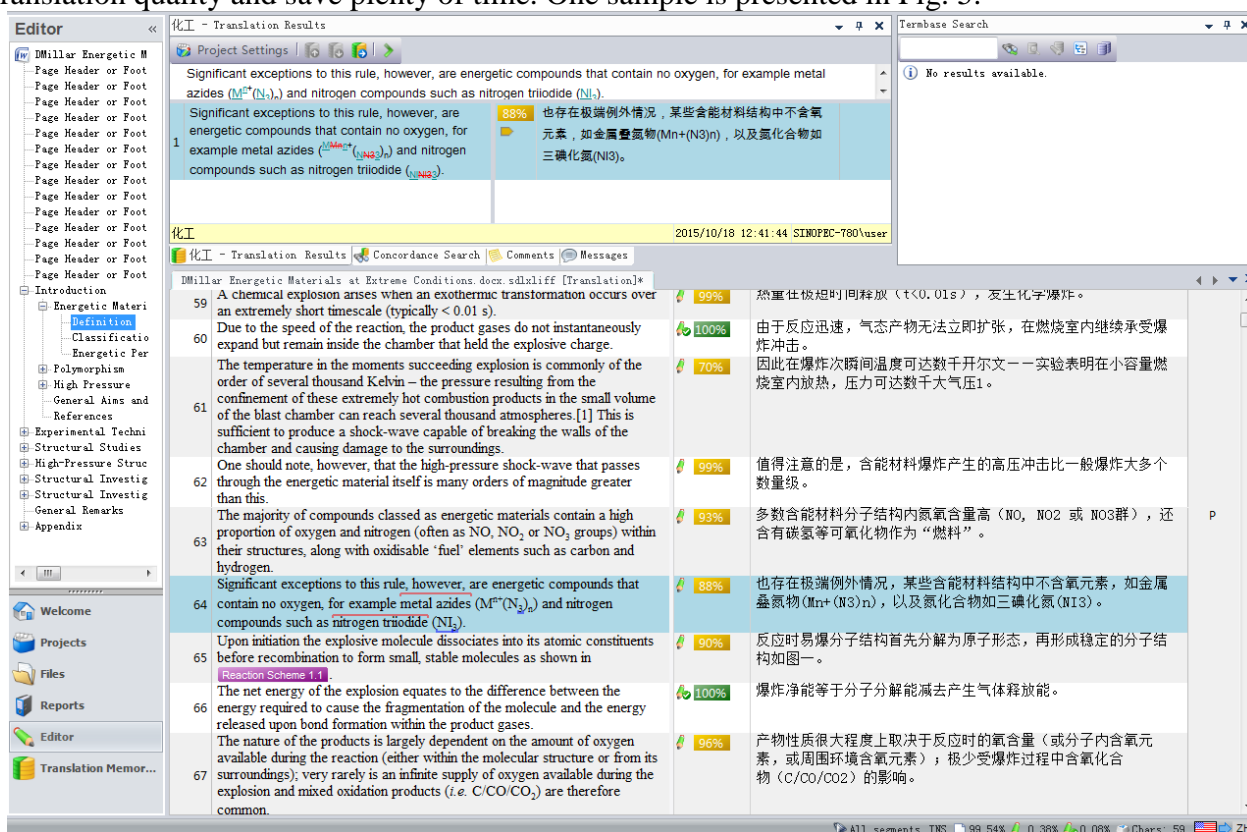 ranslation quality and save plenty of time. One sample is presented in Fig. 3.
Editor «
DMillar Energetic M
Page Header or Foot
Page Header or Foot
Page Header or Foot
Page Header or Foot
Page Header or Foot
Page Header or Foot
Page Header or Foot
Page Header or Foot
Page Header or Foot
Page Header or Foot
Page Header or Foot
Page Header or Foot
Page Header or Foot
Page Header or Foot
Introduction
Energetic Materi
Definition
Classificatio
Energetic Per
Polymorphism
High Pressure
General Aims and
References
Experimental Techni
Structural Studies
High-Pressure Struc
Structural Investig
Structural Investig
General Remarks
Appendix
Welcome
Projects
Files
Reports
Editor
Translation Memor...
化工 - Translation Results
Project Settings
Significant exceptions to this rule, however, are energetic compounds that contain no oxygen, for example metal
azides (Mn+(N3)n) and nitrogen compounds such as nitrogen triiodide (NI3).
1
Significant exceptions to this rule, however, are
energetic compounds that contain no oxygen, for
example metal azides (MMnn+(NN33)n) and nitrogen
compounds such as nitrogen triiodide (NINI33).
88%
也存在极端例外情况，某些含能材料结构中不含氧
元素，如金属叠氮物(Mn+(N3)n)，以及氮化合物如
三碘化氮(NI3)。
化工 2015/10/18 12:41:44 SINOPEC-780\user
化工 - Translation Results Concordance Search Comments Messages
Termbase Search
No results available.
DMillar Energetic Materials at Extreme Conditions.docx.sdlxliff [Translation]*
59
A chemical explosion arises when an exothermic transformation occurs over
an extremely short timescale (typically < 0.01 s).
99%
热量在极短时间释放（t<0.01s），发生化学爆炸。
60
Due to the speed of the reaction, the product gases do not instantaneously
expand but remain inside the chamber that held the explosive charge.
100%
由于反应迅速，气态产物无法立即扩张，在燃烧室内继续承受爆
炸冲击。
61
The temperature in the moments succeeding explosion is commonly of the
order of several thousand Kelvin – the pressure resulting from the
confinement of these extremely hot combustion products in the small volume
of the blast chamber can reach several thousand atmospheres.[1] This is
sufficient to produce a shock-wave capable of breaking the walls of the
chamber and causing damage to the surroundings.
70%
因此在爆炸次瞬间温度可达数千开尔文——实验表明在小容量燃
烧室内放热，压力可达数千大气压1。
62
One should note, however, that the high-pressure shock-wave that passes
through the energetic material itself is many orders of magnitude greater
than this.
99%
值得注意的是，含能材料爆炸产生的高压冲击比一般爆炸大多个
数量级。
63
The majority of compounds classed as energetic materials contain a high
proportion of oxygen and nitrogen (often as NO, NO2 or NO3 groups) within
their structures, along with oxidisable ‘fuel’ elements such as carbon and
hydrogen.
93%
多数含能材料分子结构内氮氧含量高（NO, NO2 或 NO3群），还
含有碳氢等可氧化物作为“燃料”。
P
64
Significant exceptions to this rule, however, are energetic compounds that
contain no oxygen, for example metal azides (Mn+(N3)n) and nitrogen
compounds such as nitrogen triiodide (NI3).
88%
也存在极端例外情况，某些含能材料结构中不含氧元素，如金属
叠氮物(Mn+(N3)n)，以及氮化合物如三碘化氮(NI3)。
65
Upon initiation the explosive molecule dissociates into its atomic constituents
before recombination to form small, stable molecules as shown in
Reaction Scheme 1.1.
90%
反应时易爆分子结构首先分解为原子形态，再形成稳定的分子结
构如图一。
66
The net energy of the explosion equates to the difference between the
energy required to cause the fragmentation of the molecule and the energy
released upon bond formation within the product gases.
100%
爆炸净能等于分子分解能减去产生气体释放能。
67
The nature of the products is largely dependent on the amount of oxygen
available during the reaction (either within the molecular structure or from its
surroundings); very rarely is an infinite supply of oxygen available during the
explosion and mixed oxidation products (i.e. C/CO/CO2) are therefore
common.
96%
产物性质很大程度上取决于反应时的氧含量（或分子内含氧元
素，或周围环境含氧元素）；极少受爆炸过程中含氧化合
物（C/CO/CO2）的影响。
All segments INS 99.54% 0.38% 0.08% Chars: 59